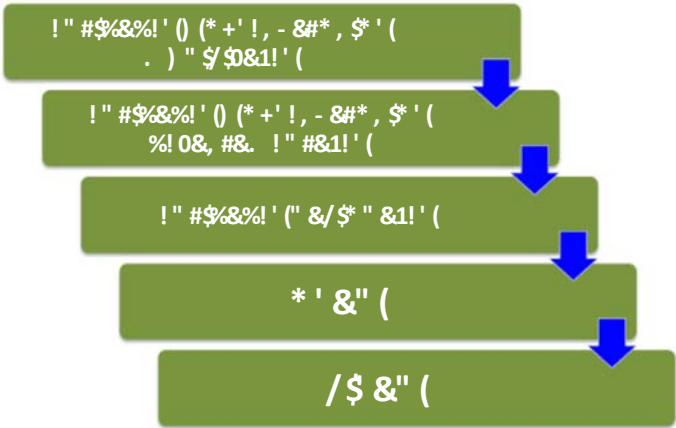 !" #$%&%!'() (* +'!, - &#* , $* '(
. ) " $/ $0&1!'(
!" #$%&%!'() (* +'!, - &#* , $* '(
%! 0&, #&. !" #&1!'(
!" #$%&%!'(" &/ $* " &1!'(
* ' &" (
/ $ &" (